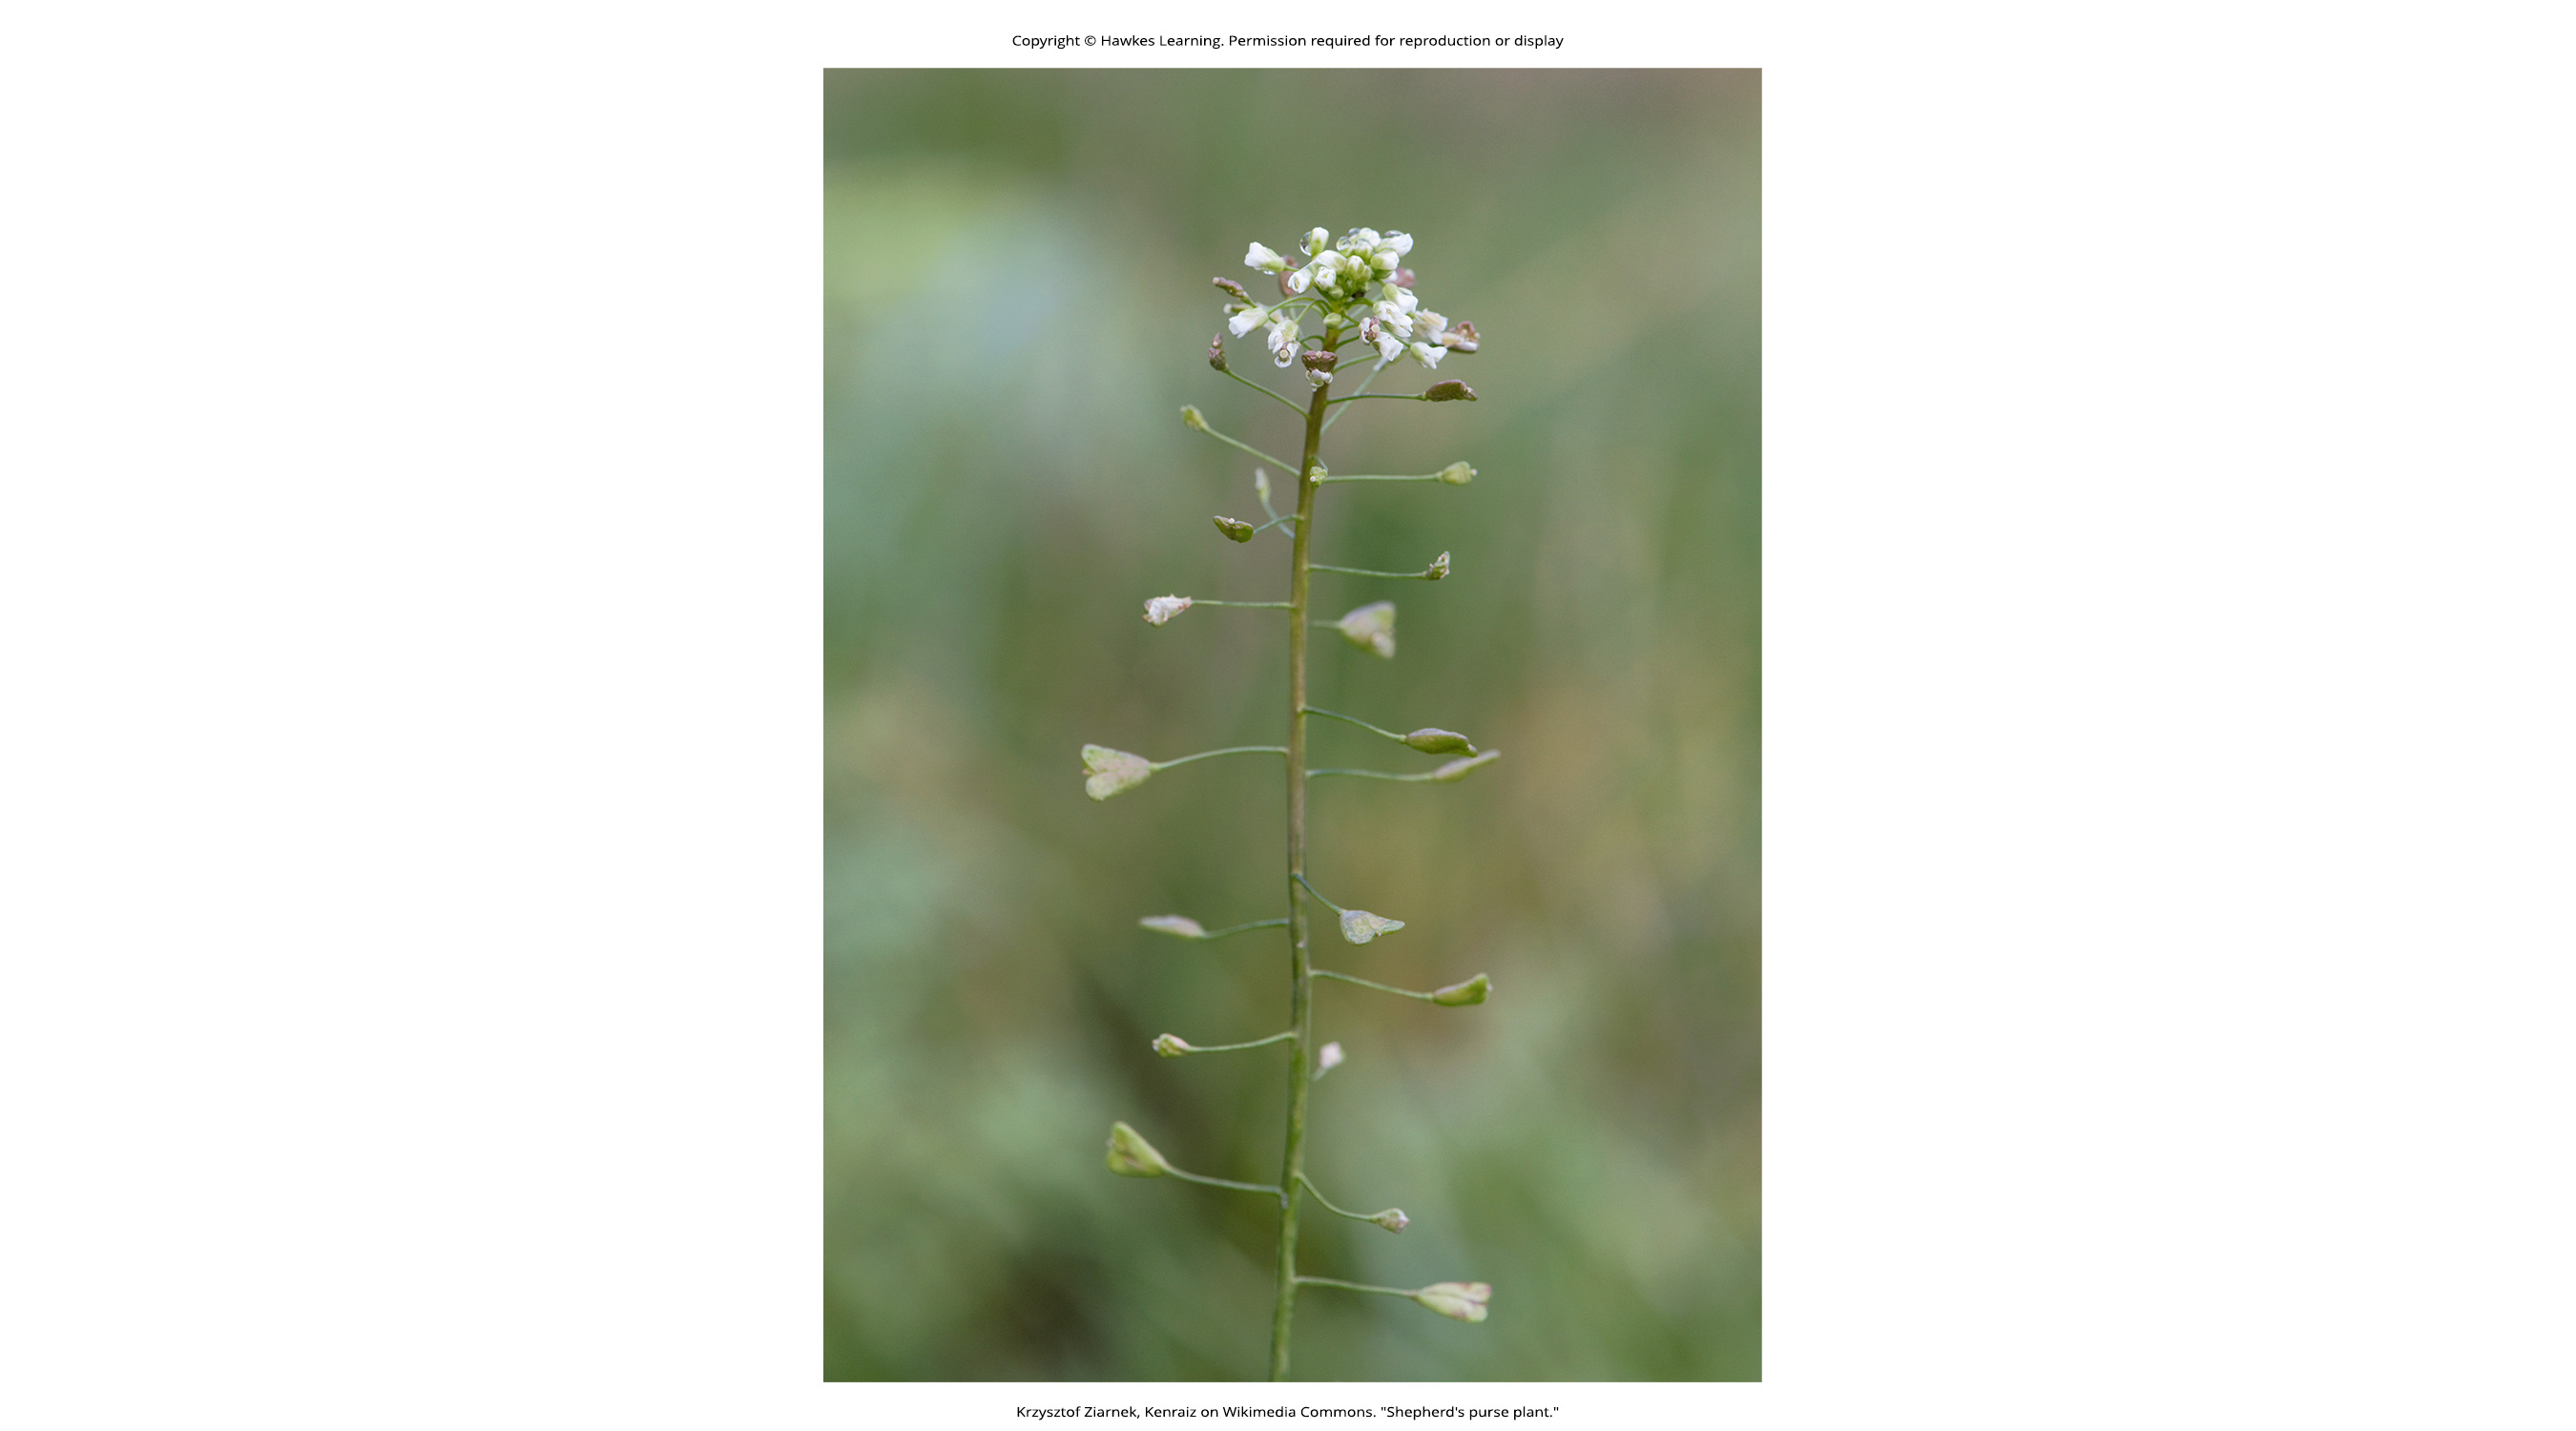 Copyright © Hawkes Learning. Permission required for reproduction or display
Krzysztof Ziarnek, Kenraiz on Wikimedia Commons. "Shepherd's purse plant."